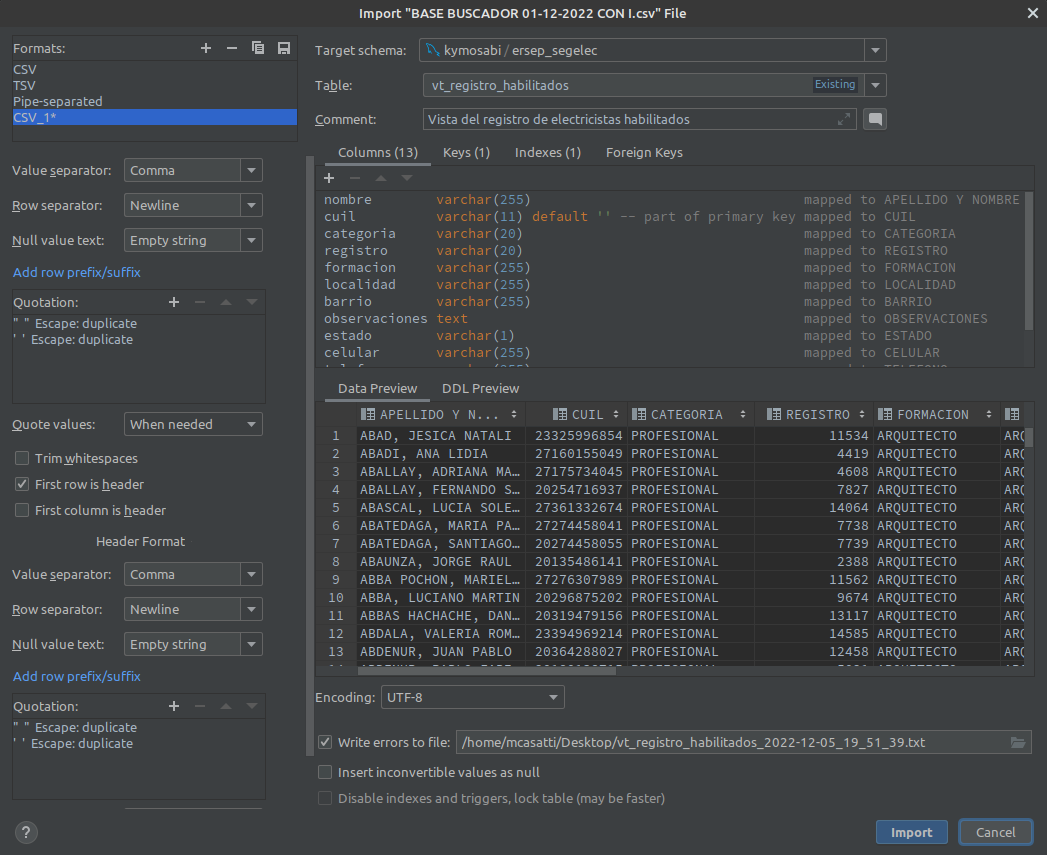 Import "BASE BUSCADOR 01-12-2022 CON I.csv" File
Formats:
CSV
TSV
Pipe-separated
CSV_1*
Value separator: Comma
Row separator: Newline
Null value text: Empty string
Add row prefix/suffix
Quotation:
" " Escape: duplicate
' ' Escape: duplicate
Quote values: When needed
Trim whitespaces
First row is header
First column is header
Header Format
Value separator: Comma
Row separator: Newline
Null value text: Empty string
Add row prefix/suffix
Quotation:
" " Escape: duplicate
' ' Escape: duplicate
?
Target schema: kymosabi / ersep_segelec
Table: vt_registro_habilitados Existing
Comment: Vista del registro de electricistas habilitados
Columns (13) Keys (1) Indexes (1) Foreign Keys
nombre varchar(255) mapped to APELLIDO Y NOMBRE
cuil varchar(11) default '' -- part of primary key mapped to CUIL
categoria varchar(20) mapped to CATEGORIA
registro varchar(20) mapped to REGISTRO
formacion varchar(255) mapped to FORMACION
localidad varchar(255) mapped to LOCALIDAD
barrio varchar(255) mapped to BARRIO
observaciones text mapped to OBSERVACIONES
estado varchar(1) mapped to ESTADO
celular varchar(255) mapped to CELULAR
Data Preview DDL Preview
APELLIDO Y N... CUIL CATEGORIA REGISTRO FORMACION
1 ABAD, JESICA NATALI 23325996854 PROFESIONAL 11534 ARQUITECTO ARQ
2 ABADI, ANA LIDIA 27160155049 PROFESIONAL 4419 ARQUITECTO ARQ
3 ABALLAY, ADRIANA MA… 27175734045 PROFESIONAL 4608 ARQUITECTO ARQ
4 ABALLAY, FERNANDO S… 20254716937 PROFESIONAL 7827 ARQUITECTO ARQ
5 ABASCAL, LUCIA SOLE… 27361332674 PROFESIONAL 14064 ARQUITECTO ARQ
6 ABATEDAGA, MARIA PA… 27274458041 PROFESIONAL 7738 ARQUITECTO ARQ
7 ABATEDAGA, SANTIAGO… 20274458055 PROFESIONAL 7739 ARQUITECTO ARQ
8 ABAUNZA, JORGE RAUL 20135486141 PROFESIONAL 2388 ARQUITECTO ARQ
9 ABBA POCHON, MARIEL… 27276307989 PROFESIONAL 11562 ARQUITECTO ARQ
10 ABBA, LUCIANO MARTIN 20296875202 PROFESIONAL 9674 ARQUITECTO ARQ
11 ABBAS HACHACHE, DAN… 20319479156 PROFESIONAL 13117 ARQUITECTO ARQ
12 ABDALA, VALERIA ROM… 23394969214 PROFESIONAL 14585 ARQUITECTO ARQ
13 ABDENUR, JUAN PABLO 20364288027 PROFESIONAL 12458 ARQUITECTO ARQ
Encoding: UTF-8
Write errors to file: /home/mcasatti/Desktop/vt_registro_habilitados_2022-12-05_19_51_39.txt
Insert inconvertible values as null
Disable indexes and triggers, lock table (may be faster)
Import Cancel